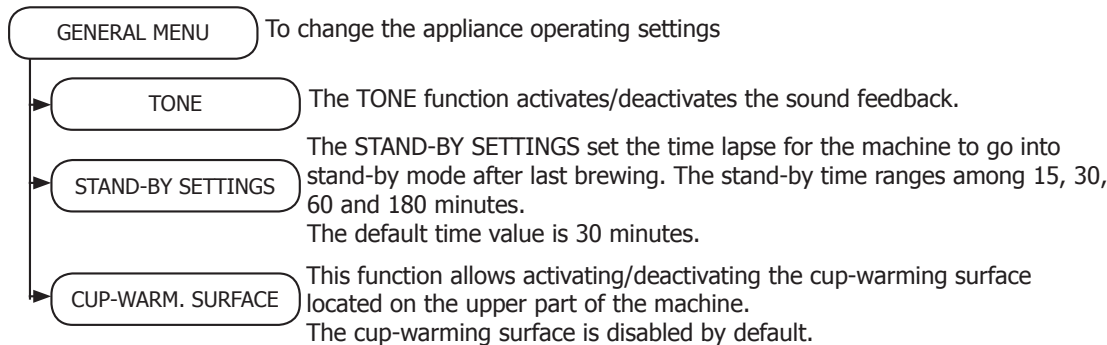 GENERAL MENU To change the appliance operating settings
TONE The TONE function activates/deactivates the sound feedback.
The STAND-BY SETTINGS set the time lapse for the machine to go into
STAND-BY SETTINGS stand-by mode after last brewing. The stand-by time ranges among 15, 30,
60 and 180 minutes.
The default time value is 30 minutes.
This function allows activating/deactivating the cup-warming surface
CUP-WARM. SURFACE located on the upper part of the machine.
The cup-warming surface is disabled by default.